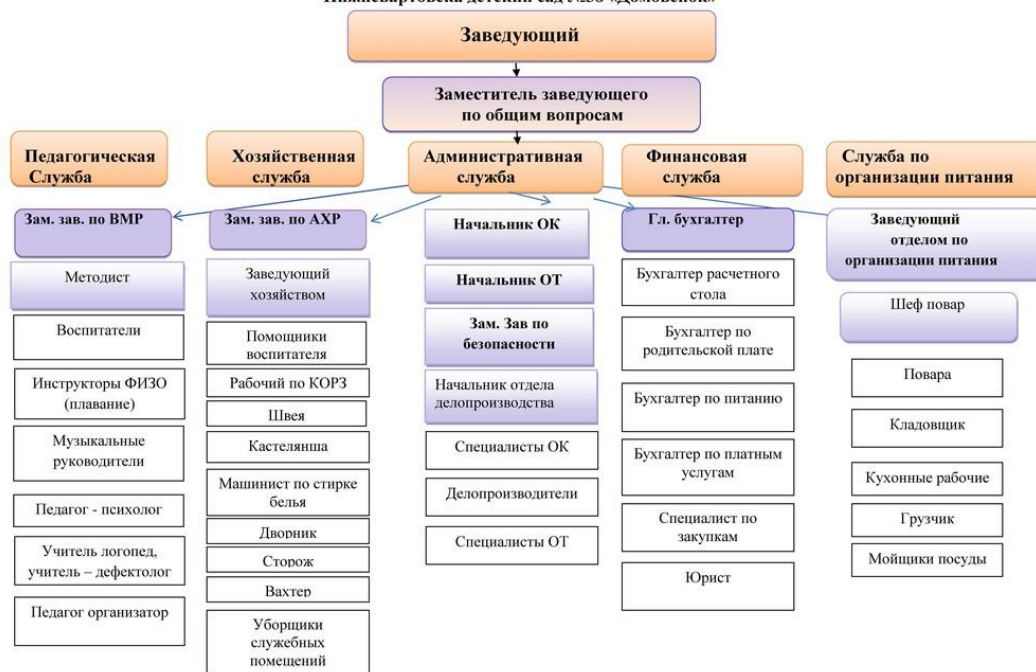 Нижневартовска детский сад №56 «Домовенок»
Заведующий
Заместитель заведующего
по общим вопросам
Педагогическая
Служба
Зам. зав. по ВМР
Методист
Воспитатели
Инструкторы ФИЗО
(плавание)
Музыкальные
руководители
Педагог - психолог
Учитель логопед,
учитель – дефектолог
Педагог организатор
Хозяйственная
служба
Зам. зав. по АХР
Заведующий
хозяйством
Помощники
воспитателя
Рабочий по КОРЗ
Швея
Кастелянша
Машинист по стирке
белья
Дворник
Сторож
Вахтер
Уборщики
служебных
помещений
Административная
служба
Начальник ОК
Начальник ОТ
Зам. Зав по
безопасности
Начальник отдела
делопроизводства
Специалисты ОК
Делопроизводители
Специалисты ОТ
Финансовая
служба
Гл. бухгалтер
Бухгалтер расчетного
стола
Бухгалтер по
родительской плате
Бухгалтер по питанию
Бухгалтер по платным
услугам
Специалист по
закупкам
Юрист
Служба по
организации питания
Заведующий
отделом по
организации питания
Шеф повар
Повара
Кладовщик
Кухонные рабочие
Грузчик
Мойщики посуды